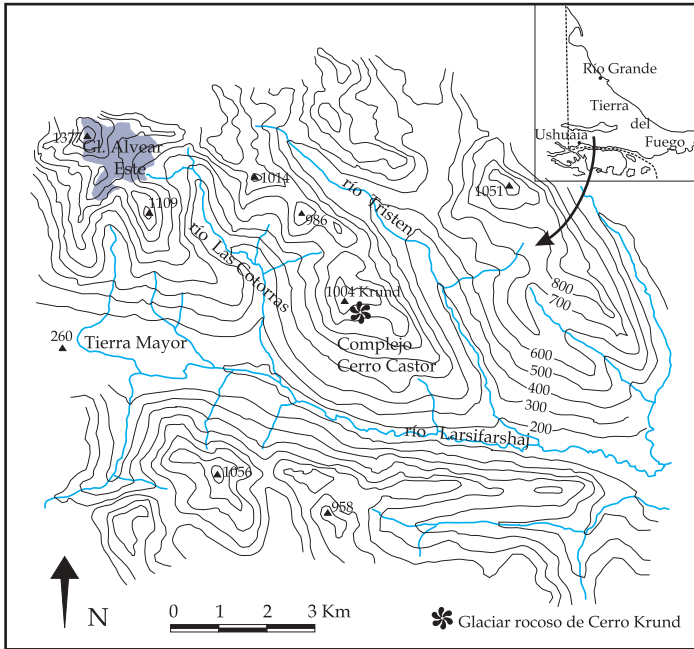 Río Grande
Tierra
del
Fuego
Ushuaia
1377
Gl. Alvear
Este
1014
1109
986
río Tristen
1051
río Las Cotorras
1004 Krund
Complejo
Cerro Castor
800
700
600
500
400
300
200
260
Tierra Mayor
río Larsifarshaj
1056
958
N
0 1 2 3 Km
Glaciar rocoso de Cerro Krund